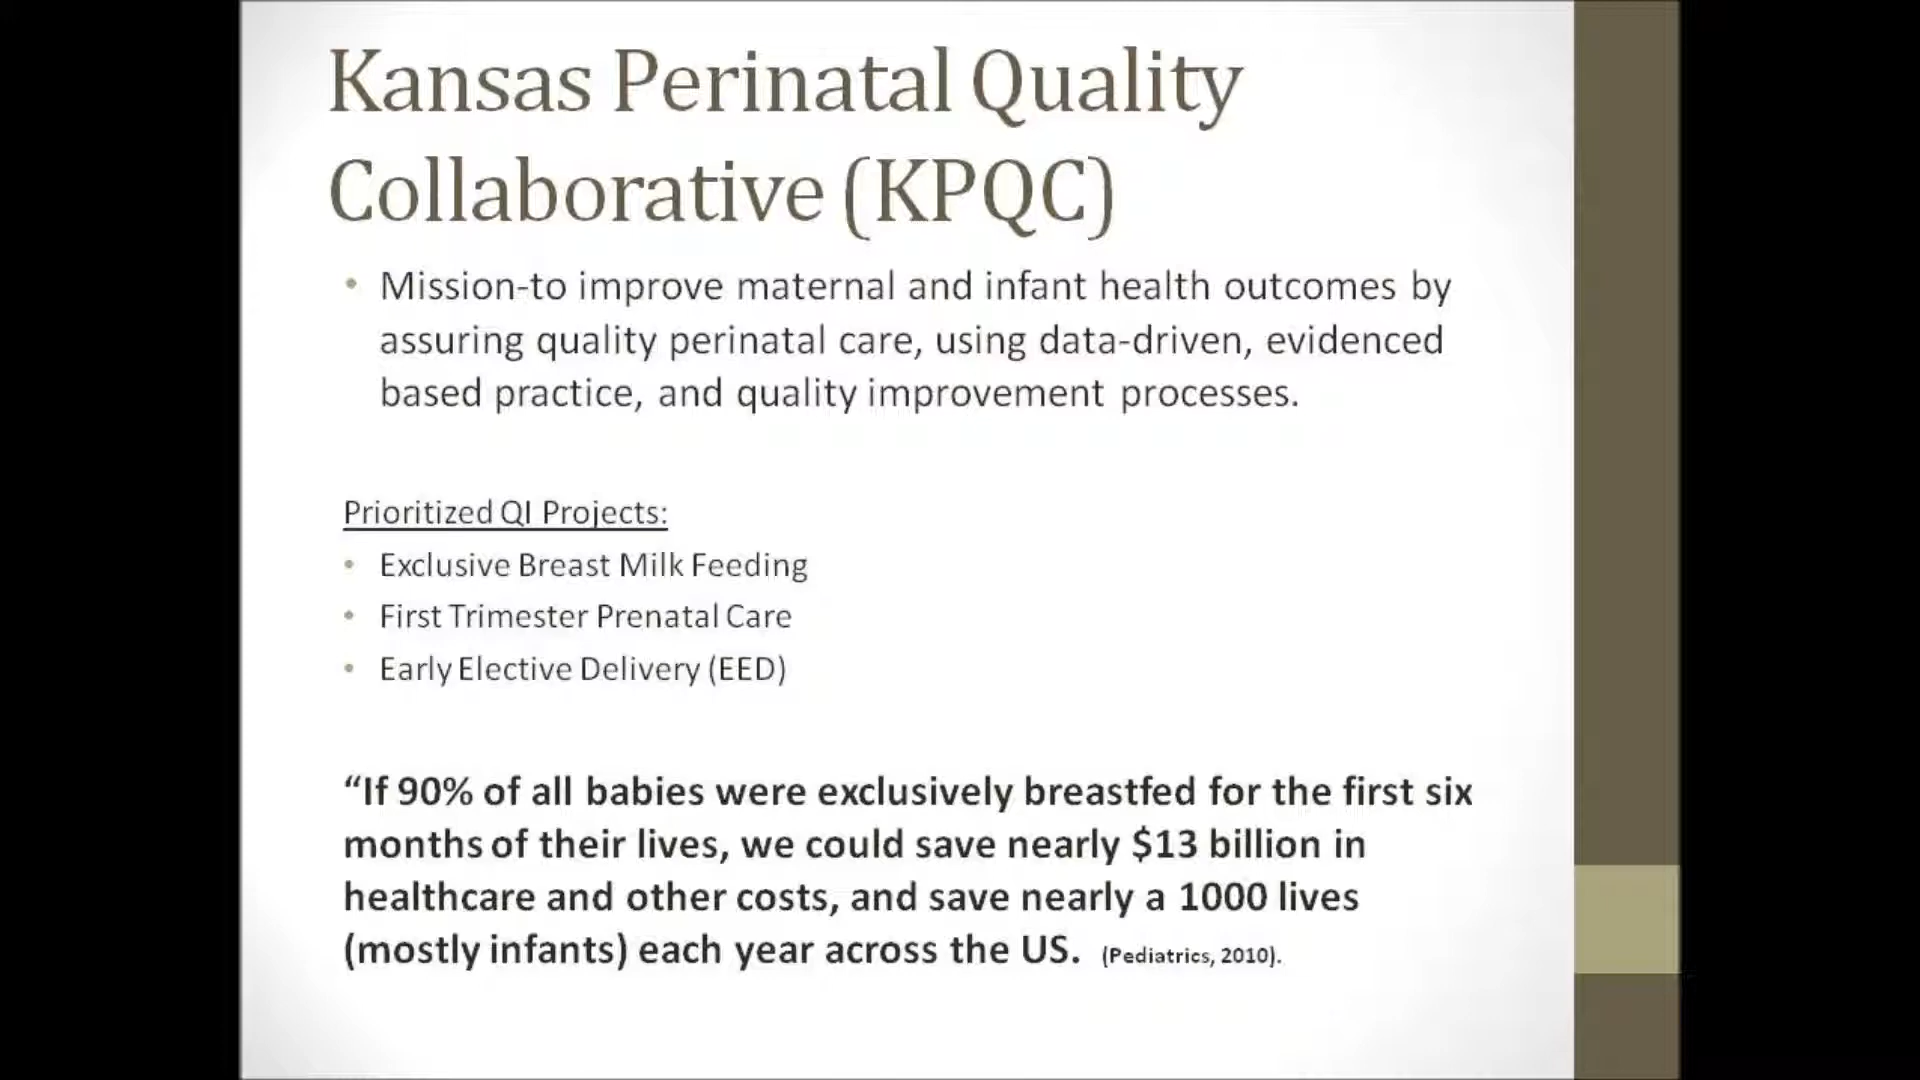 Kansas Perinatal Quality
Collaborative (KPQC)
• Mission-to improve maternal and infant health outcomes by
assuring quality perinatal care, using data-driven, evidenced
based practice, and quality improvement processes.
Prioritized QI Projects:
• Exclusive Breast Milk Feeding
• First Trimester Prenatal Care
• Early Elective Delivery (EED)
“If 90% of all babies were exclusively breastfed for the first six
months of their lives, we could save nearly $13 billion in
healthcare and other costs, and save nearly a 1000 lives
(mostly infants) each year across the US. (Pediatrics, 2010).